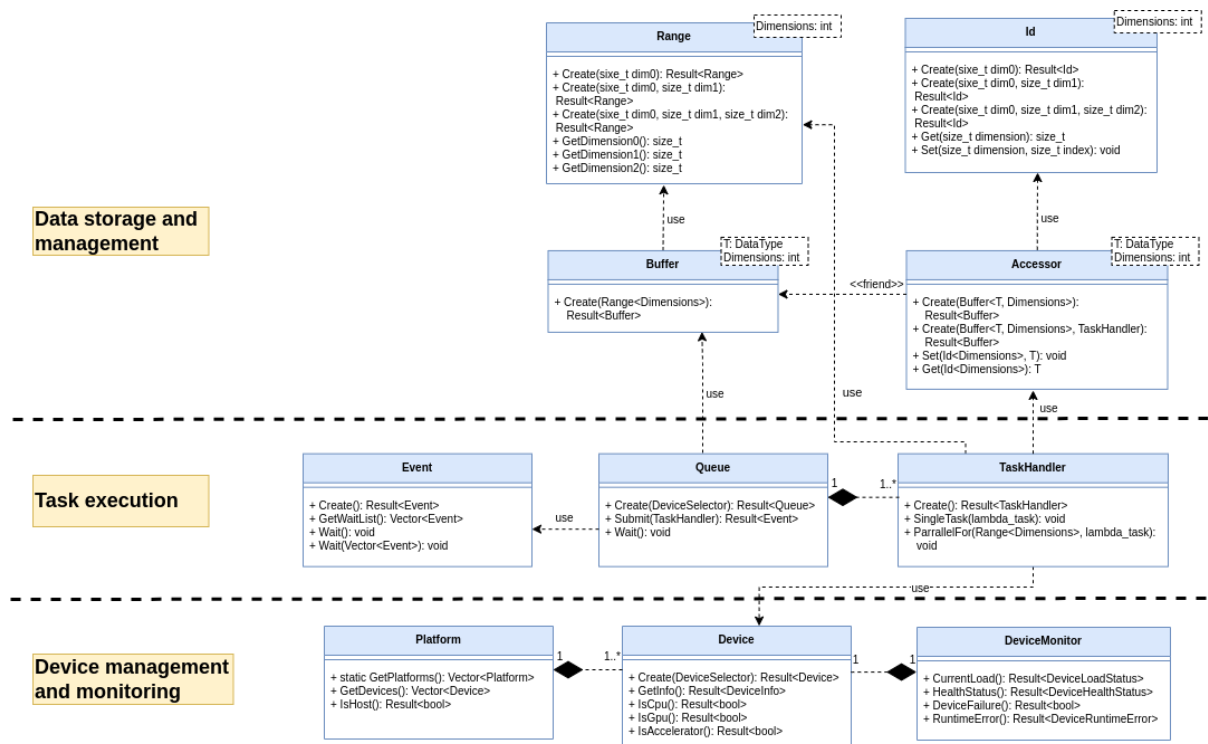 Dimensions: int
Range
+ Create(sixe_t dim0): Result<Range>
+ Create(sixe_t dim0, size_t dim1):
Result<Range>
+ Create(sixe_t dim0, size_t dim1, size_t dim2):
Result<Range>
+ GetDimension0(): size_t
+ GetDimension1(): size_t
+ GetDimension2(): size_t
Dimensions: int
Id
+ Create(sixe_t dim0): Result<Id>
+ Create(sixe_t dim0, size_t dim1):
Result<Id>
+ Create(sixe_t dim0, size_t dim1, size_t dim2):
Result<Id>
+ Get(size_t dimension): size_t
+ Set(size_t dimension, size_t index): void
Data storage and
management
use
use
T: DataType
Dimensions: int
Buffer
+ Create(Range<Dimensions>):
Result<Buffer>
<<friend>>
T: DataType
Dimensions: int
Accessor
+ Create(Buffer<T, Dimensions>):
Result<Buffer>
+ Create(Buffer<T, Dimensions>, TaskHandler):
Result<Buffer>
+ Set(Id<Dimensions>, T): void
+ Get(Id<Dimensions>): T
use
use
use
Task execution
Event
+ Create(): Result<Event>
+ GetWaitList(): Vector<Event>
+ Wait(): void
+ Wait(Vector<Event>): void
use
Queue
+ Create(DeviceSelector): Result<Queue>
+ Submit(TaskHandler): Result<Event>
+ Wait(): void
1
1..*
TaskHandler
+ Create(): Result<TaskHandler>
+ SingleTask(lambda_task): void
+ ParrallelFor(Range<Dimensions>, lambda_task):
void
use
Device management
and monitoring
Platform
+ static GetPlatforms(): Vector<Platform>
+ GetDevices(): Vector<Device>
+ IsHost(): Result<bool>
1
1..*
Device
+ Create(DeviceSelector): Result<Device>
+ GetInfo(): Result<DeviceInfo>
+ IsCpu(): Result<bool>
+ IsGpu(): Result<bool>
+ IsAccelerator(): Result<bool>
1
1
DeviceMonitor
+ CurrentLoad(): Result<DeviceLoadStatus>
+ HealthStatus(): Result<DeviceHealthStatus>
+ DeviceFailure(): Result<bool>
+ RuntimeError(): Result<DeviceRuntimeError>